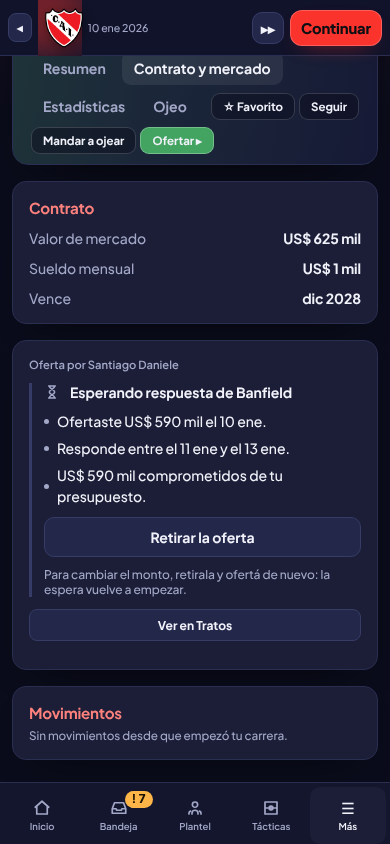 ◂
C.A.I.
10 ene 2026
▸▸
Continuar
Resumen
Contrato y mercado
Estadísticas
Ojeo
☆ Favorito
Seguir
Mandar a ojear
Ofertar ▸
Contrato
Valor de mercado US$ 625 mil
Sueldo mensual US$ 1 mil
Vence dic 2028
Oferta por Santiago Daniele
Esperando respuesta de Banfield
• Ofertaste US$ 590 mil el 10 ene.
• Responde entre el 11 ene y el 13 ene.
• US$ 590 mil comprometidos de tu
presupuesto.
Retirar la oferta
Para cambiar el monto, retirala y ofertá de nuevo: la
espera vuelve a empezar.
Ver en Tratos
Movimientos
Sin movimientos desde que empezó tu carrera.
! 7
Inicio
Bandeja
Plantel
Tácticas
Más